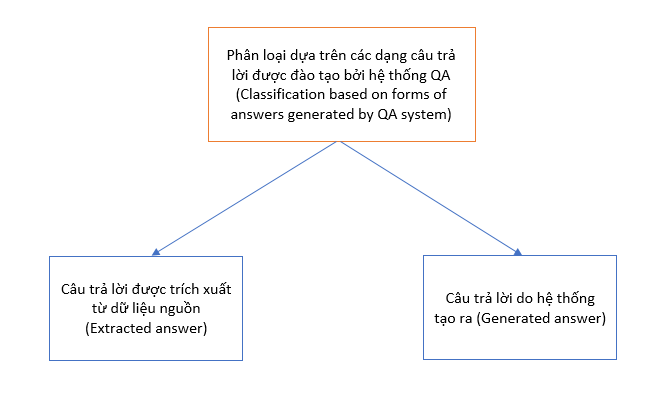 Phân loại dựa trên các dạng câu trả
lời được đào tạo bởi hệ thống QA
(Classification based on forms of
answers generated by QA system)
Câu trả lời được trích xuất
từ dữ liệu nguồn
(Extracted answer)
Câu trả lời do hệ thống
tạo ra (Generated answer)